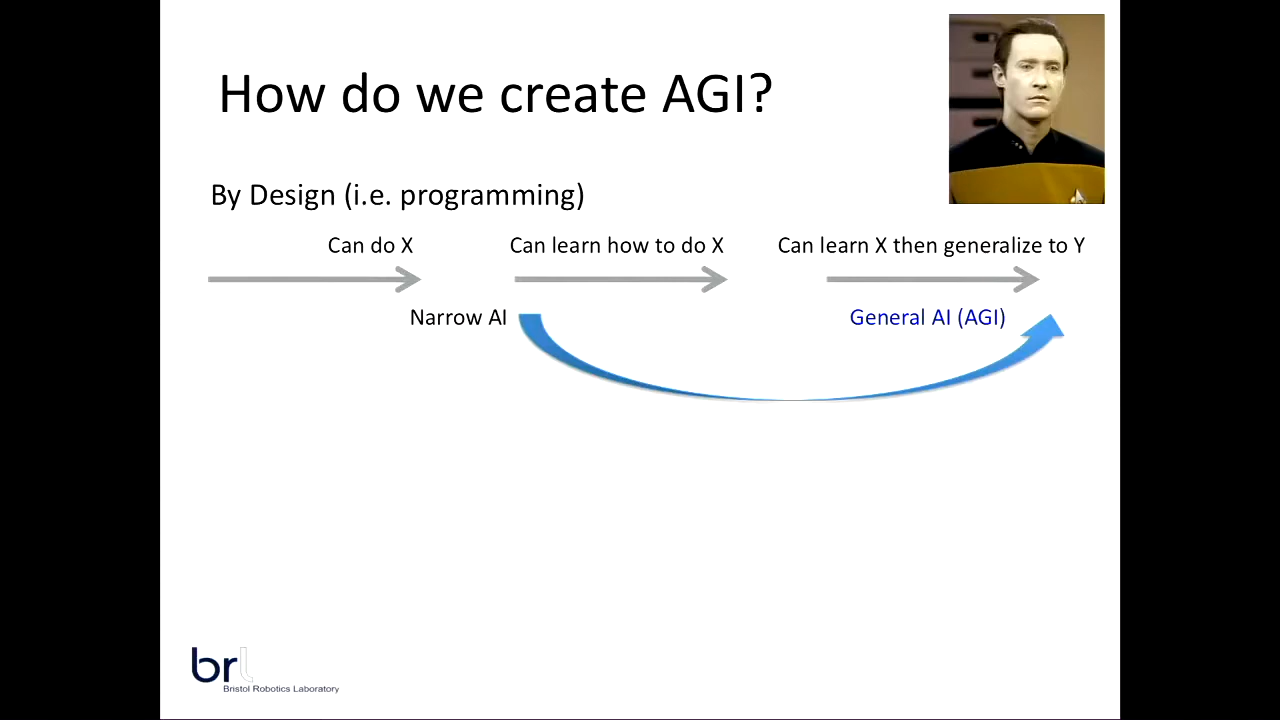 How do we create AGI?
By Design (i.e. programming)
Can do X
Can learn how to do X
Can learn X then generalize to Y
Narrow AI
General AI (AGI)
brl
Bristol Robotics Laboratory